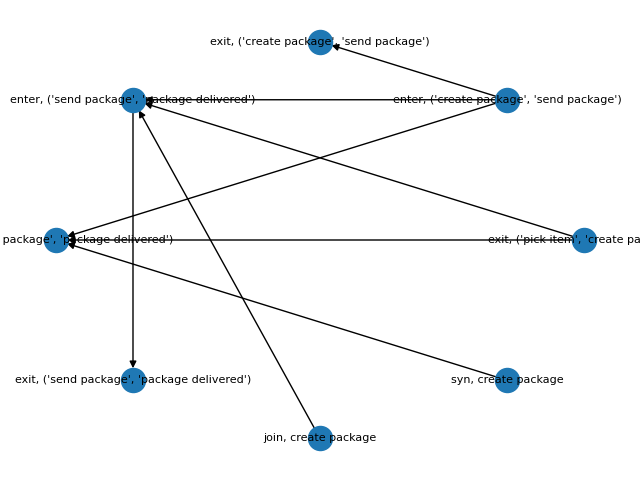 exit, ('create package', 'send package')
enter, ('send package', 'package delivered')
enter, ('create package', 'send package')
package', 'package delivered')
exit, ('pick item', 'create pa
exit, ('send package', 'package delivered')
syn, create package
join, create package